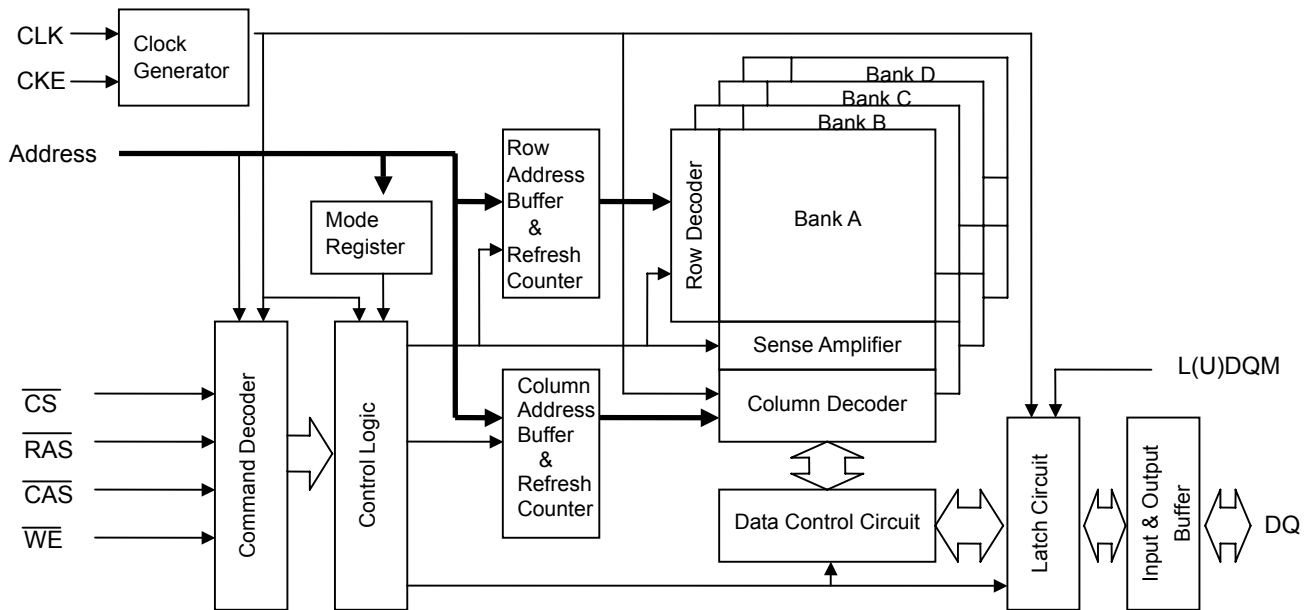 CLK
CKE
Clock
Generator
Address
Mode
Register
Row
Address
Buffer
&
Refresh
Counter
Bank D
Bank C
Bank B
Row Decoder
Bank A
Sense Amplifier
Column Decoder
CS
RAS
CAS
WE
Command Decoder
Control Logic
Column
Address
Buffer
&
Refresh
Counter
Data Control Circuit
L(U)DQM
Latch Circuit
Input & Output
Buffer
DQ